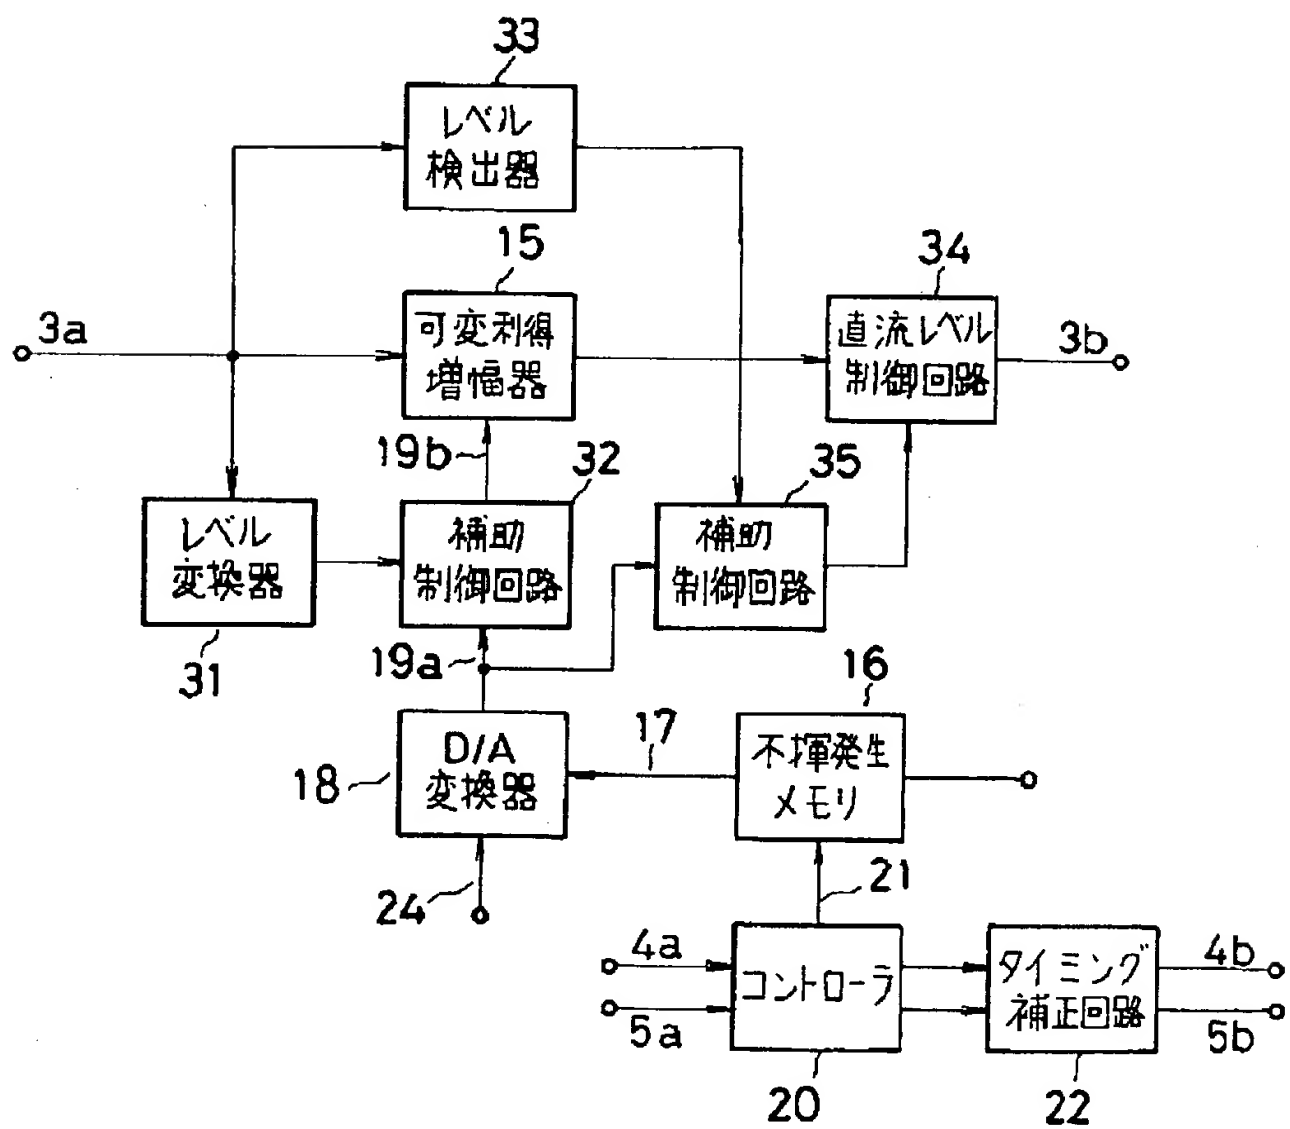 33
レベル
検出器
15
34
3a
可変利得
増幅器
直流レベル
制御回路
3b
19b
32
35
レベル
変換器
補助
制御回路
補助
制御回路
31
19a
16
18
D/A
変換器
17
不揮発生
メモリ
24
21
4a
5a
コントローラ
タイミング
補正回路
4b
5b
20
22